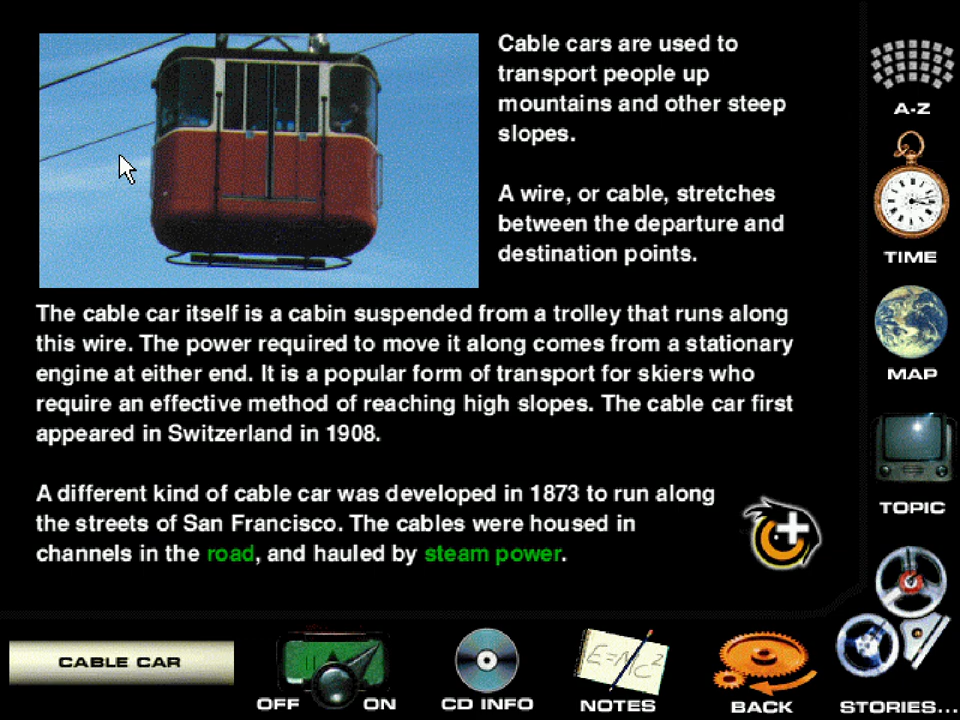 Cable cars are used to
transport people up
mountains and other steep
slopes.
A wire, or cable, stretches
between the departure and
destination points.
The cable car itself is a cabin suspended from a trolley that runs along
this wire. The power required to move it along comes from a stationary
engine at either end. It is a popular form of transport for skiers who
require an effective method of reaching high slopes. The cable car first
appeared in Switzerland in 1908.
A different kind of cable car was developed in 1873 to run along
the streets of San Francisco. The cables were housed in
channels in the road, and hauled by steam power.
A-Z
TIME
MAP
TOPIC
STORIES...
CABLE CAR
OFF ON
CD INFO
E=MC²
NOTES
BACK